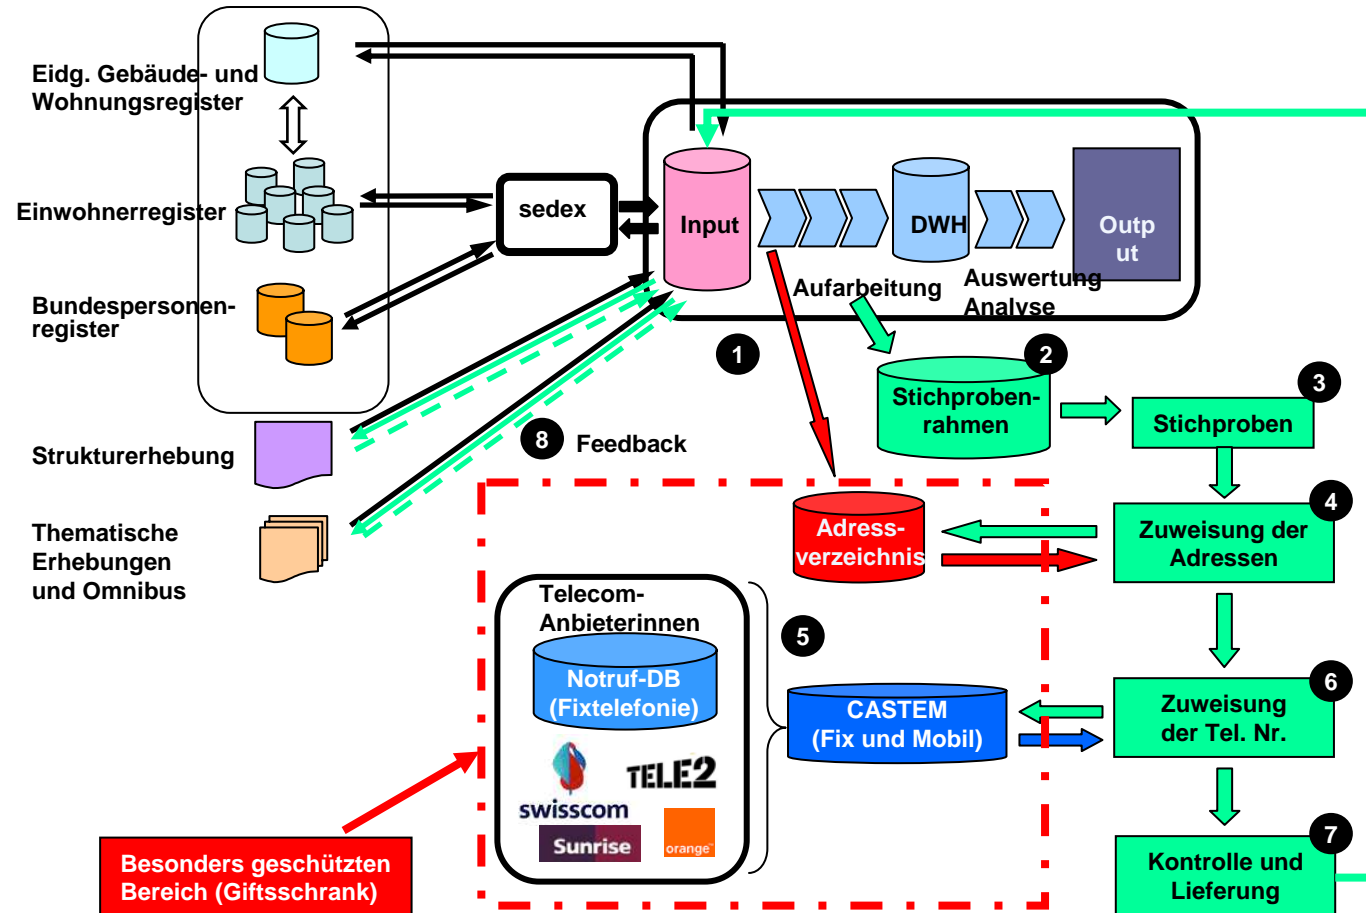 Eidg. Gebäude- und
Wohnungsregister
Einwohnerregister
Bundespersonen-
register
Strukturerhebung
Thematische
Erhebungen
und Omnibus
sedex
Input
DWH
Outp
ut
Aufarbeitung
Auswertung
Analyse
1
2
Stichproben-
rahmen
3
Stichproben
8
Feedback
Adress-
verzeichnis
4
Zuweisung der
Adressen
Telecom-
Anbieterinnen
Notruf-DB
(Fixtelefonie)
swisscom
TELE2
Sunrise
orange™
5
CASTEM
(Fix und Mobil)
6
Zuweisung
der Tel. Nr.
7
Kontrolle und
Lieferung
Besonders geschützten
Bereich (Giftsschrank)